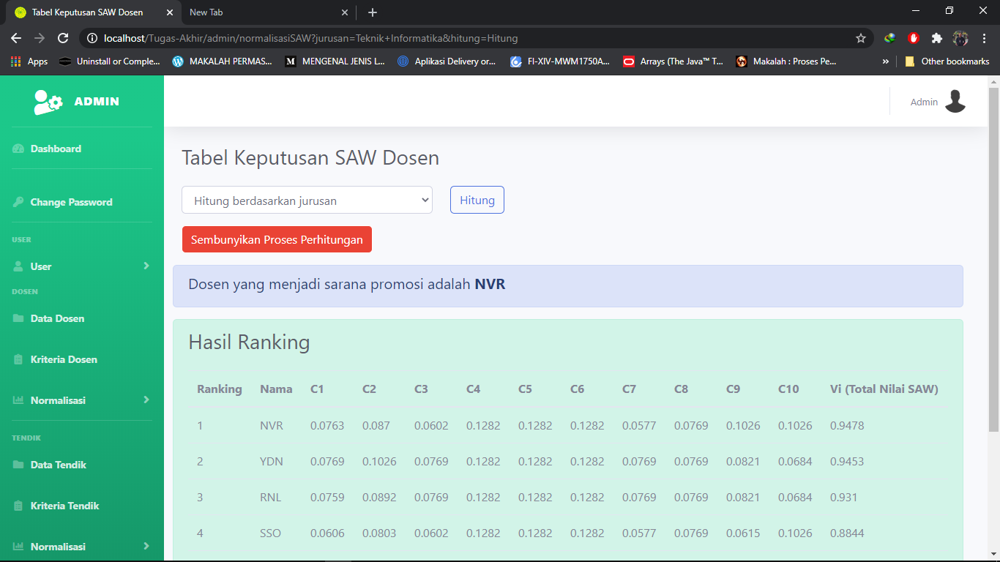 Tabel Keputusan SAW Dosen
New Tab
localhost/Tugas-Akhir/admin/normalisasiSAW?jurusan=Teknik+Informatika&hitung=Hitung
Apps
Uninstall or Comple...
MAKALAH PERMAS...
MENGENAL JENIS L...
Aplikasi Delivery or...
FI-XIV-MWM1750A...
Arrays (The Java™ T...
Makalah : Proses Pe...
»
Other bookmarks
ADMIN
Dashboard
Change Password
USER
User
DOSEN
Data Dosen
Kriteria Dosen
Normalisasi
TENDIK
Data Tendik
Kriteria Tendik
Normalisasi
Admin
Tabel Keputusan SAW Dosen
Hitung berdasarkan jurusan
Hitung
Sembunyikan Proses Perhitungan
Dosen yang menjadi sarana promosi adalah NVR
Hasil Ranking
Ranking Nama C1 C2 C3 C4 C5 C6 C7 C8 C9 C10 Vi (Total Nilai SAW)
1 NVR 0.0763 0.087 0.0602 0.1282 0.1282 0.1282 0.0577 0.0769 0.1026 0.1026 0.9478
2 YDN 0.0769 0.1026 0.0769 0.1282 0.1282 0.1282 0.0769 0.0769 0.0821 0.0684 0.9453
3 RNL 0.0759 0.0892 0.0769 0.1282 0.1282 0.1282 0.0769 0.0769 0.0821 0.0684 0.931
4 SSO 0.0606 0.0803 0.0602 0.1282 0.1282 0.1282 0.0577 0.0769 0.0615 0.1026 0.8844